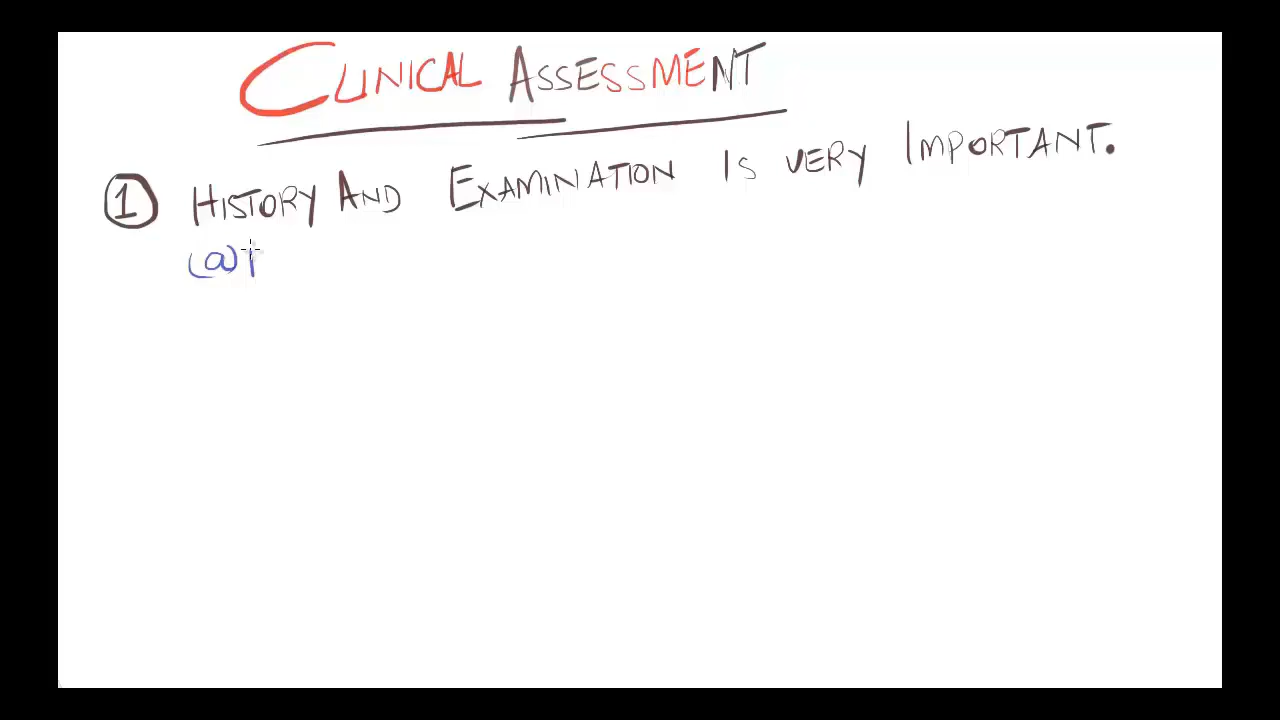 CLINICAL ASSESSMENT
1 HISTORY AND EXAMINATION IS VERY IMPORTANT.
(a)